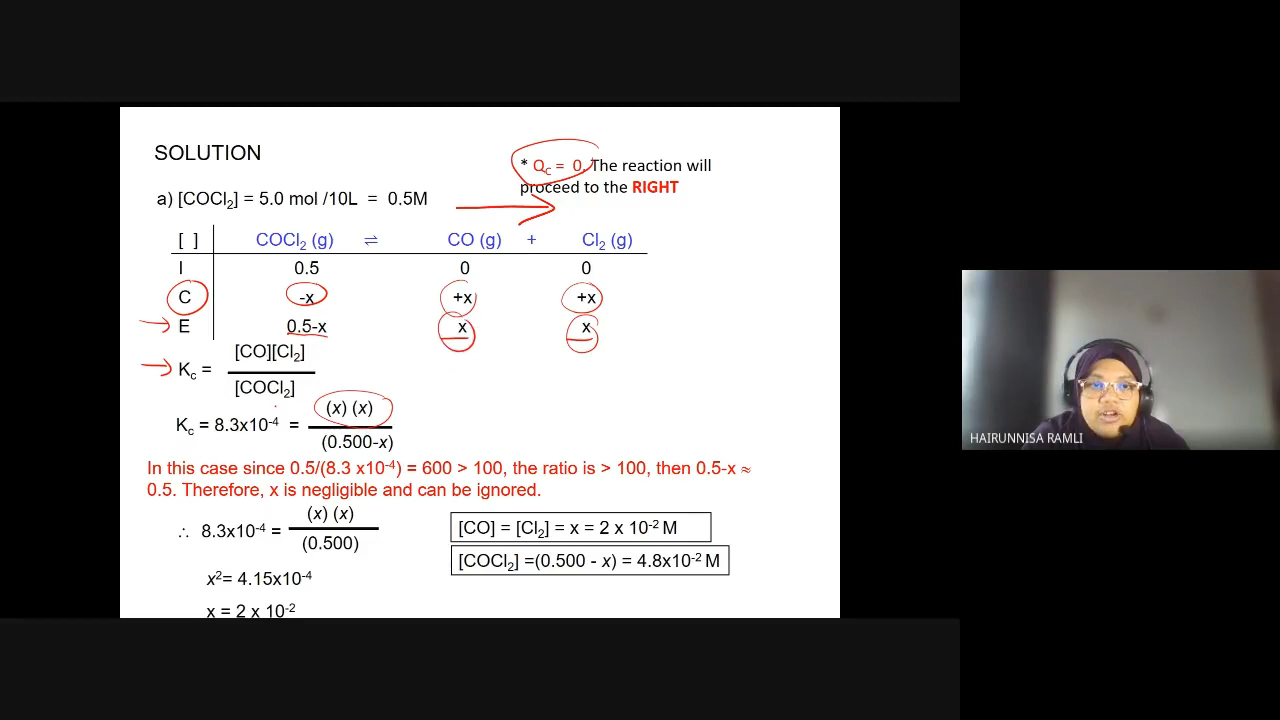 SOLUTION
* Qc = 0, The reaction will
proceed to the RIGHT
a) [COCl₂] = 5.0 mol /10L = 0.5M
[ ] COCl₂ (g) ⇌ CO (g) + Cl₂ (g)
I 0.5 0 0
C -x +x +x
E 0.5-x x x
Kc = [CO][Cl₂]
[COCl₂]
Kc = 8.3x10⁻⁴ = (x) (x)
(0.500-x)
In this case since 0.5/(8.3 x10⁻⁴) = 600 > 100, the ratio is > 100, then 0.5-x ≈
0.5. Therefore, x is negligible and can be ignored.
∴ 8.3x10⁻⁴ = (x) (x)
(0.500)
x²= 4.15x10⁻⁴
x = 2 x 10⁻²
[CO] = [Cl₂] = x = 2 x 10⁻² M
[COCl₂] =(0.500 - x) = 4.8x10⁻² M
HAIRUNNISA RAMLI